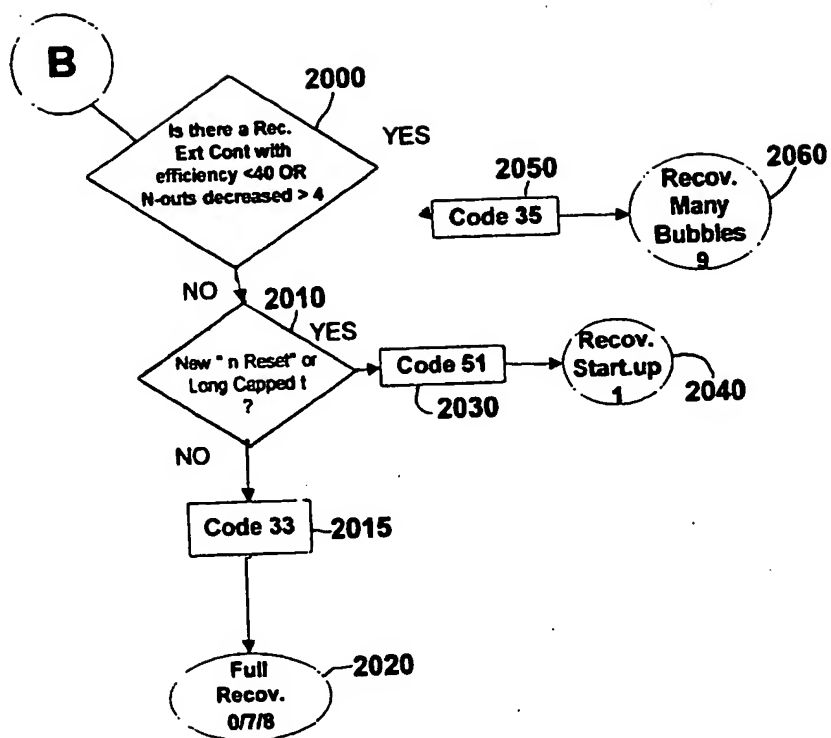 B
2000
Is there a Rec.
Ext Cont with
efficiency <40 OR
N-outs decreased > 4
YES
2050
Code 35
2060
Recov.
Many
Bubbles
9
NO
2010
YES
New " n Reset" or
Long Capped t
?
Code 51
2030
Recov.
Start.up
1
2040
NO
Code 33
2015
Full
Recov.
0/7/8
2020